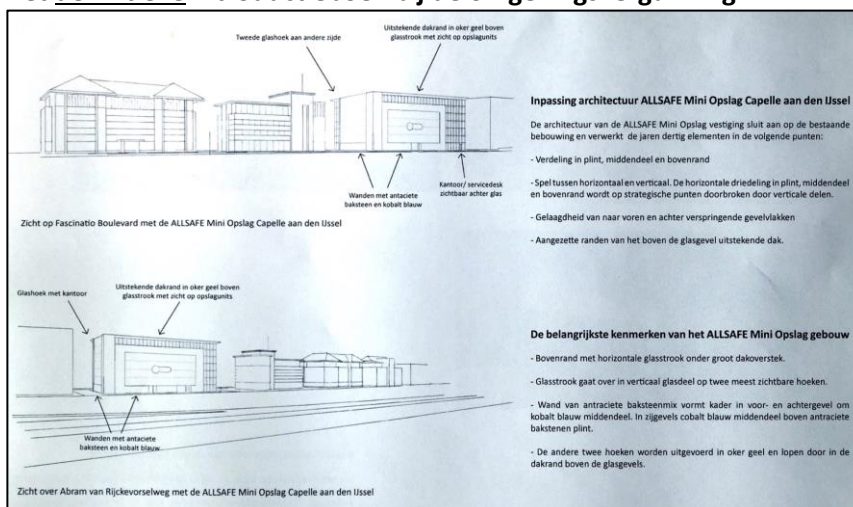 Uitstekende dakrand in oker geel boven
glasstrook met zicht op opslagunits
Tweede glashoek aan andere zijde
Wanden met antaciete
baksteen en kobalt blauw
Kantoor/ servicedesk
zichtbaar achter glas
Zicht op Fascinatio Boulevard met de ALLSAFE Mini Opslag Capelle aan den IJssel
Inpassing architectuur ALLSAFE Mini Opslag Capelle aan den IJssel
De architectuur van de ALLSAFE Mini Opslag vestiging sluit aan op de bestaande
bebouwing en verwerkt de jaren dertig elementen in de volgende punten:
- Verdeling in plint, middendeel en bovenrand
- Spel tussen horizontaal en verticaal. De horizontale driedeling in plint, middendeel
en bovenrand wordt op strategische punten doorbroken door verticale delen.
- Gelaagdheid van naar voren en achter verspringende gevelvlakken
- Aangezette randen van het boven de glasgevel uitstekende dak.
Glashoek met kantoor
Uitstekende dakrand in oker geel boven
glasstrook met zicht op opslagunits
Wanden met antaciete
baksteen en kobalt blauw
Zicht over Abram van Rijckevorselweg met de ALLSAFE Mini Opslag Capelle aan den IJssel
De belangrijkste kenmerken van het ALLSAFE Mini Opslag gebouw
- Bovenrand met horizontale glasstrook onder groot dakoverstek.
- Glasstrook gaat over in verticaal glasdeel op twee meest zichtbare hoeken.
- Wand van antraciete baksteenmix vormt kader in voor- en achtergevel om
kobalt blauw middendeel. In zijgevels cobalt blauw middendeel boven antraciete
bakstenen plint.
- De andere twee hoeken worden uitgevoerd in oker geel en lopen door in de
dakrand boven de glasgevels.